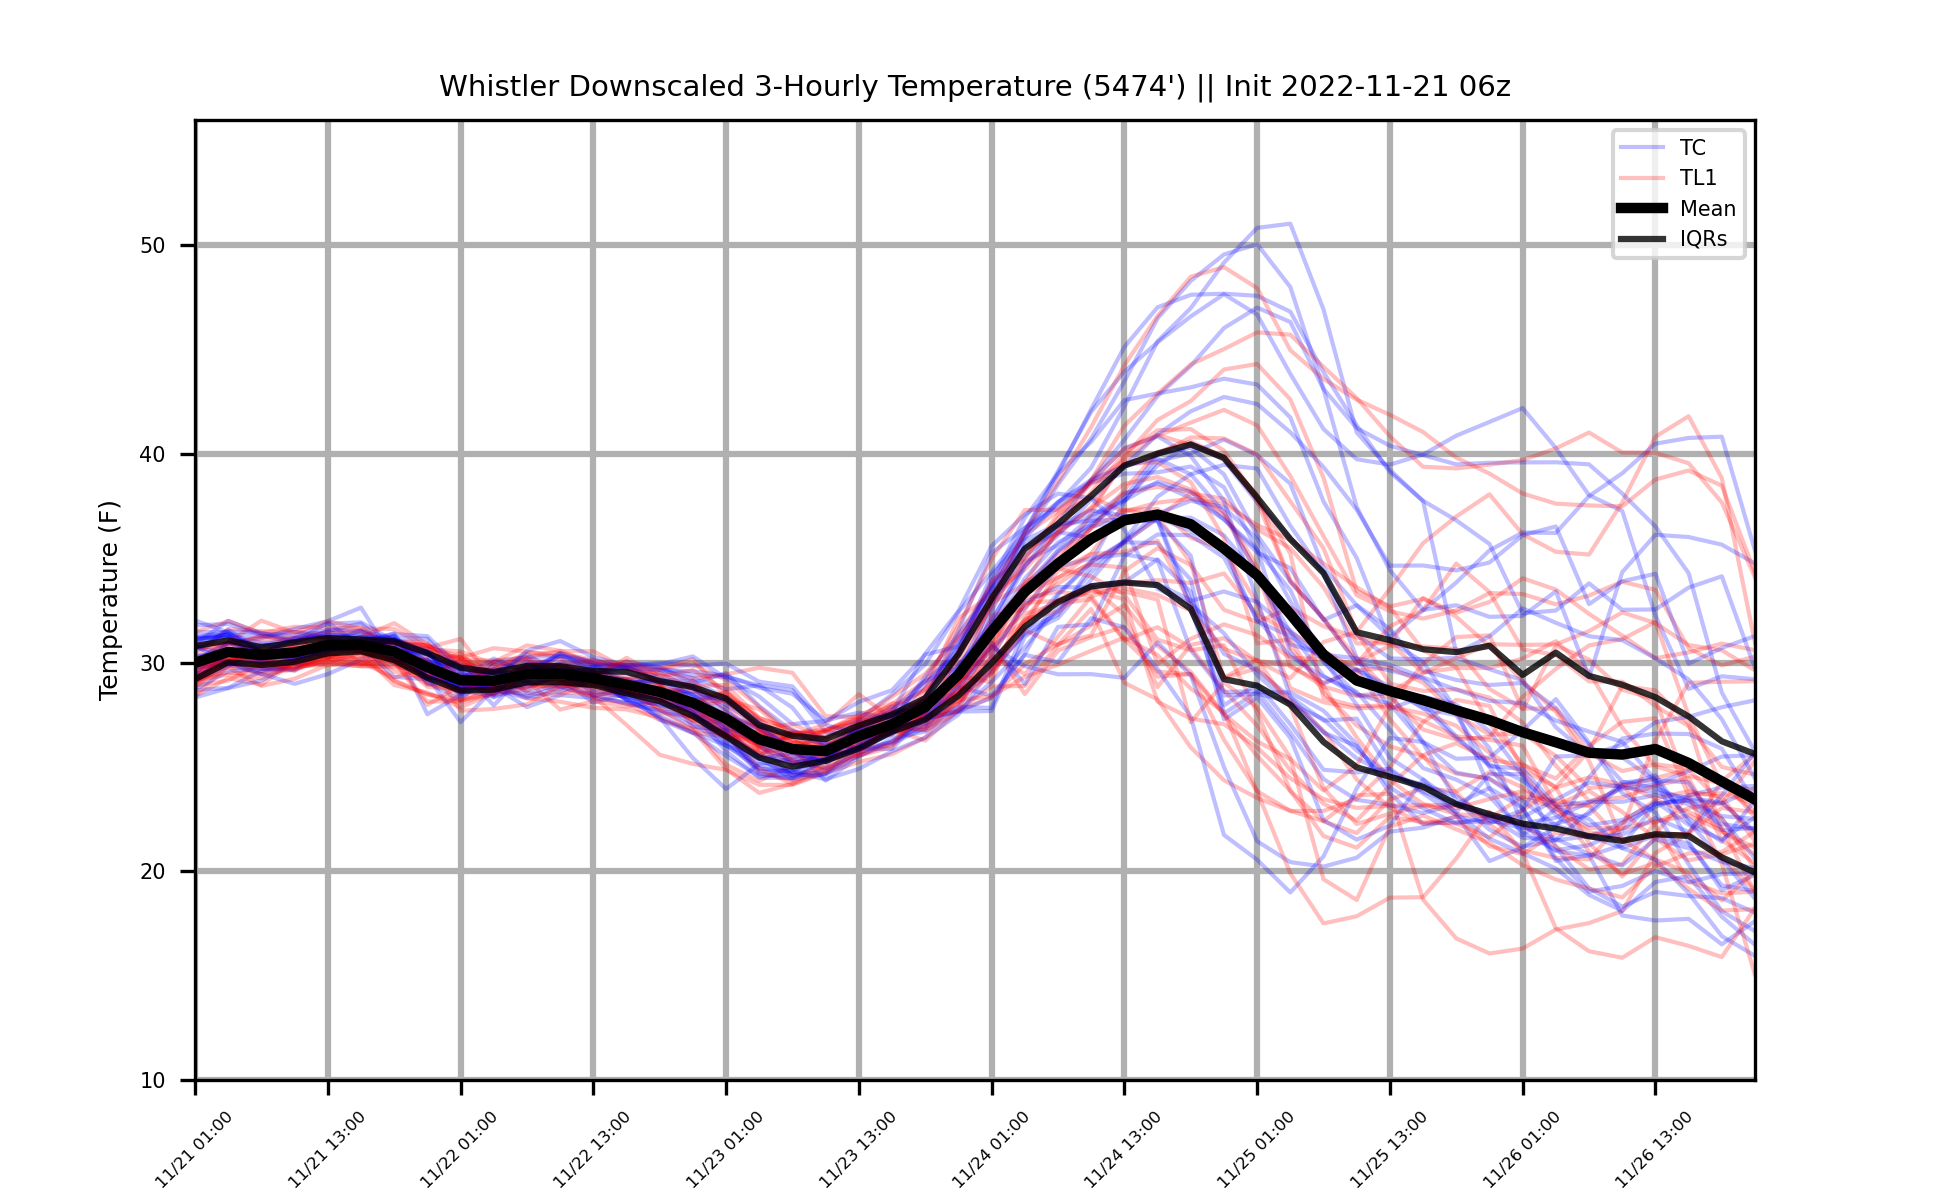 Whistler Downscaled 3-Hourly Temperature (5474') || Init 2022-11-21 06z
TC
TL1
Mean
IQRs
Temperature (F)
50
40
30
20
10
11/21 01:00
11/21 13:00
11/22 01:00
11/22 13:00
11/23 01:00
11/23 13:00
11/24 01:00
11/24 13:00
11/25 01:00
11/25 13:00
11/26 01:00
11/26 13:00